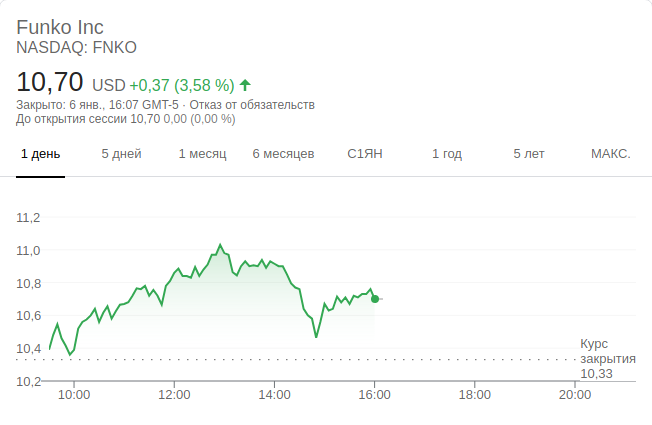 Funko Inc
NASDAQ: FNKO
10,70 USD +0,37 (3,58 %)
Закрыто: 6 янв., 16:07 GMT-5 · Отказ от обязательств
До открытия сессии 10,70 0,00 (0,00 %)
1 день 5 дней 1 месяц 6 месяцев С1ЯН 1 год 5 лет МАКС.
11,2
11,0
10,8
10,6
10,4
10,2
Курс
закрытия
10,33
10:00 12:00 14:00 16:00 18:00 20:00